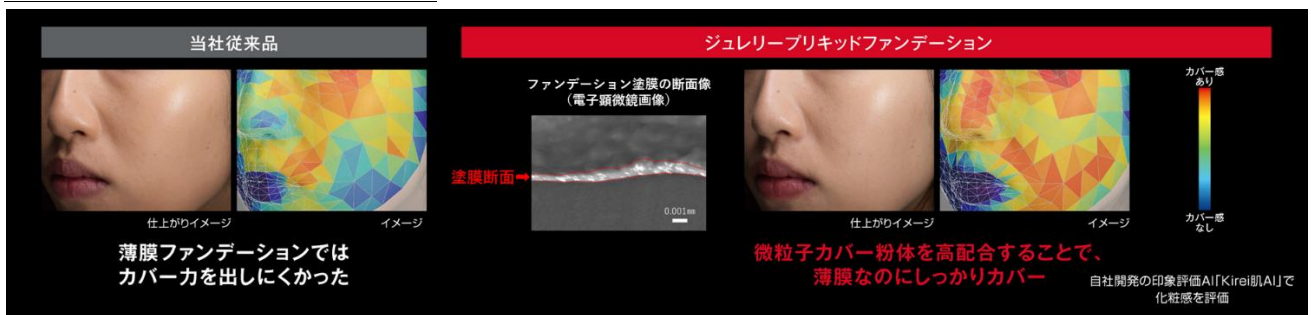 当社従来品
仕上がりイメージ
イメージ
薄膜ファンデーションでは
カバー力を出しにくかった
ジュレリープリキッドファンデーション
ファンデーション塗膜の断面像
(電子顕微鏡画像)
塗膜断面➡
0.001㎜
仕上がりイメージ
イメージ
カバー感
あり
カバー感
なし
微粒子カバー粉体を高配合することで、
薄膜なのにしっかりカバー
自社開発の印象評価AI「Kirei肌AI」で
化粧感を評価